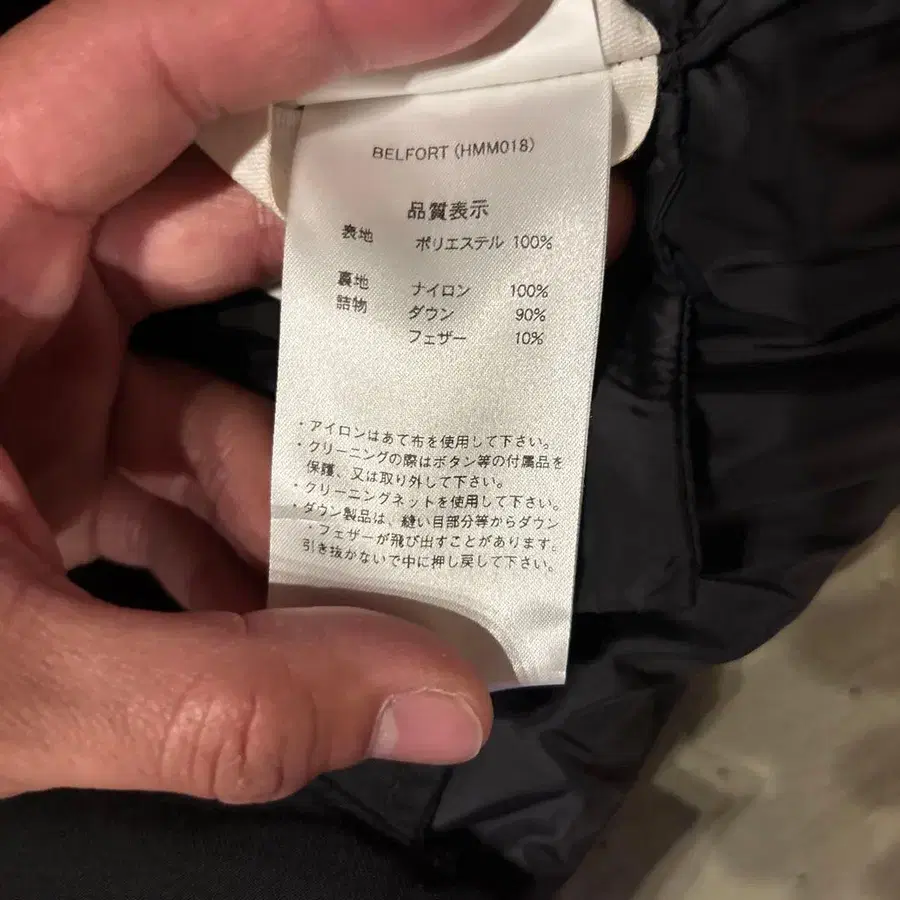 BELFORT (HMM018)
品質表示
表地 ポリエステル 100%
裏地 ナイロン 100%
詰物 ダウン 90%
フェザー 10%
・アイロンはあて布を使用して下さい。
・クリーニングの際はボタン等の付属品を
保護、又は取り外して下さい。
・クリーニングネットを使用して下さい。
・ダウン製品は、縫い目部分等からダウン
・フェザーが飛び出すことがあります。
引き抜かないで中に押し戻して下さい。